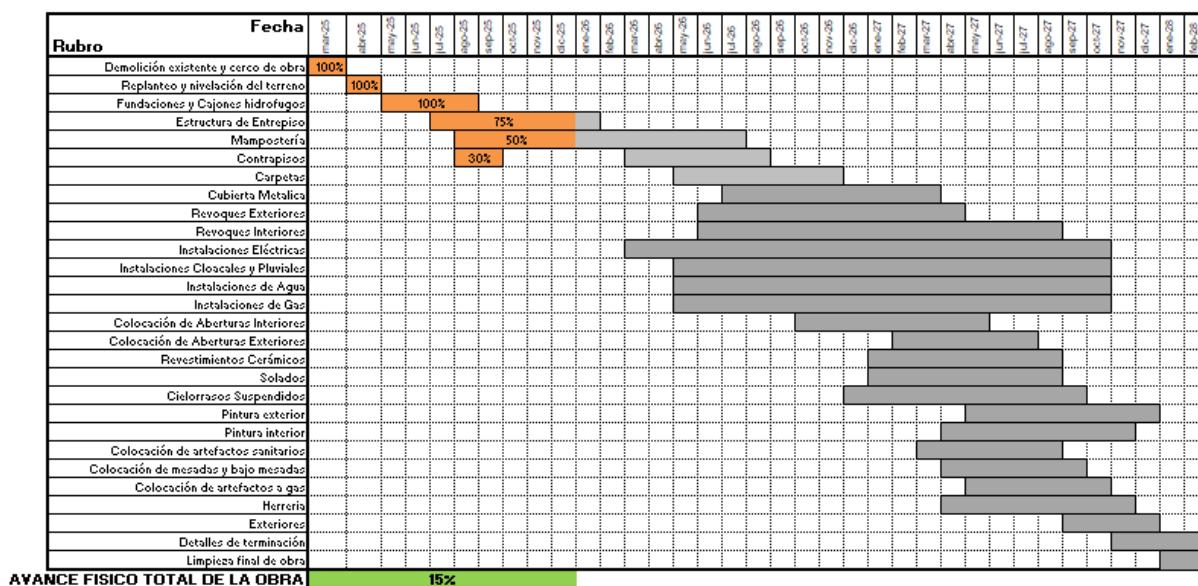 Fecha
Rubro
mar-25 abr-25 may-25 jun-25 jul-25 ago-25 sep-25 oct-25 nov-25 dic-25 ene-26 feb-26 mar-26 abr-26 may-26 jun-26 jul-26 ago-26 sep-26 oct-26 nov-26 dic-26 ene-27 feb-27 mar-27 abr-27 may-27 jun-27 jul-27 ago-27 sep-27 oct-27 nov-27 dic-27 ene-28 feb-28
Demolición existente y cerco de obra 100%
Replanteo y nivelación del terreno 100%
Fundaciones y Cajones hidrofugos 100%
Estructura de Entrepiso 75%
Mampostería 50%
Contrapisos 30%
Carpetas
Cubierta Metalica
Revoques Exteriores
Revoques Interiores
Instalaciones Eléctricas
Instalaciones Cloacales y Pluviales
Instalaciones de Agua
Instalaciones de Gas
Colocación de Aberturas Interiores
Colocación de Aberturas Exteriores
Revestimientos Cerámicos
Solados
Cielorrasos Suspendidos
Pintura exterior
Pintura interior
Colocación de artefactos sanitarios
Colocación de mesadas y bajo mesadas
Colocación de artefactos a gas
Herreria
Exteriores
Detalles de terminación
Limpieza final de obra
AVANCE FISICO TOTAL DE LA OBRA 15%